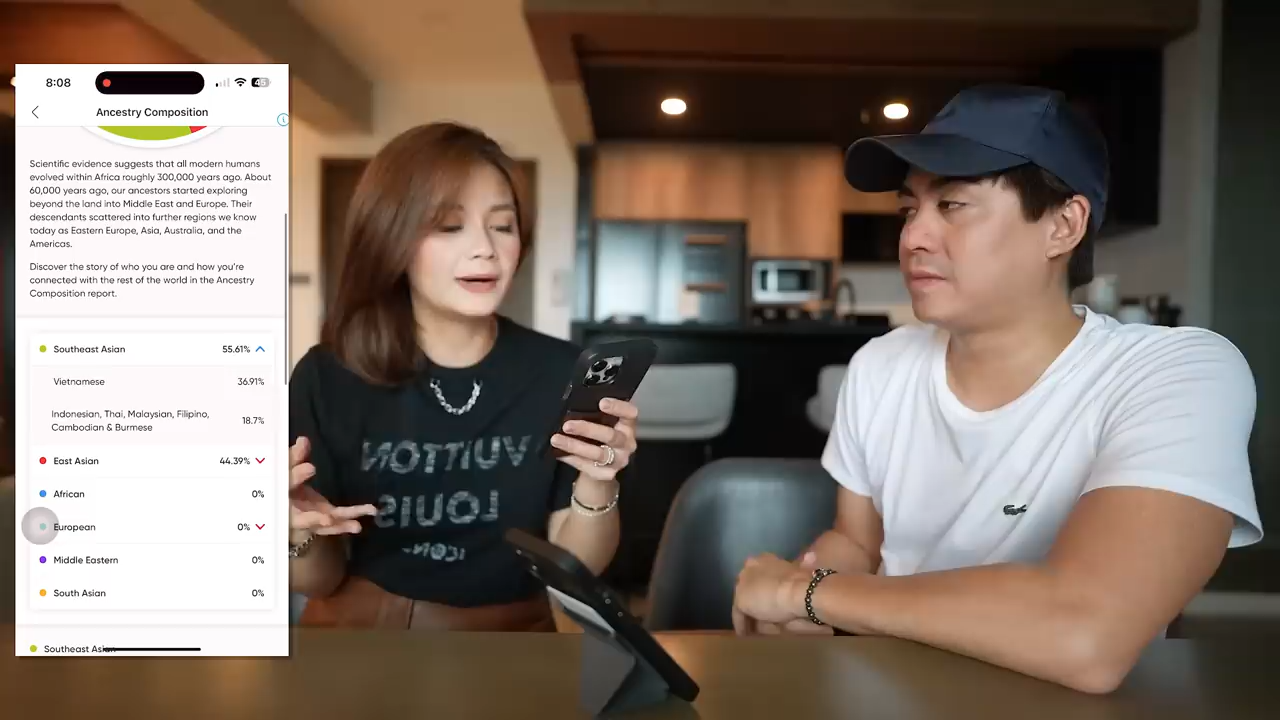 8:08
45
Ancestry Composition
Scientific evidence suggests that all modern humans
evolved within Africa roughly 300,000 years ago. About
60,000 years ago, our ancestors started exploring
beyond the land into Middle East and Europe. Their
descendants scattered into further regions we know
today as Eastern Europe, Asia, Australia, and the
Americas.
Discover the story of who you are and how you're
connected with the rest of the world in the Ancestry
Composition report.
Southeast Asian 55.61%
Vietnamese 36.91%
Indonesian, Thai, Malaysian, Filipino,
Cambodian & Burmese 18.7%
East Asian 44.39%
African 0%
European 0%
Middle Eastern 0%
South Asian 0%
Southeast Asian
VUITTON
LOUIS
ICON